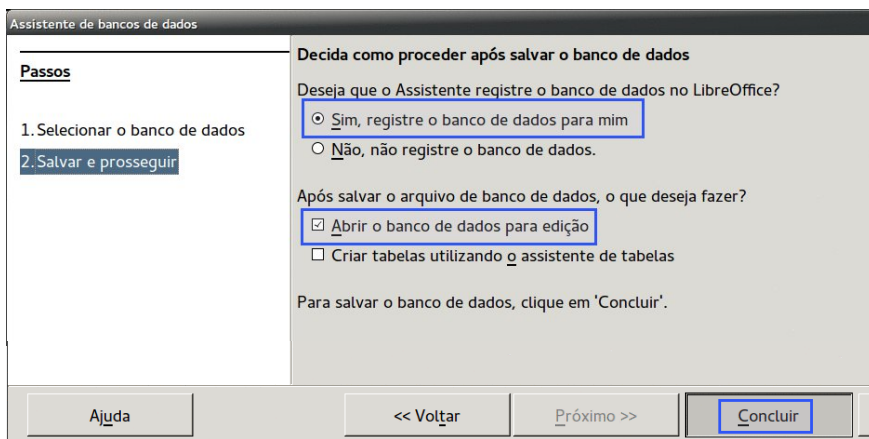 Assistente de bancos de dados
Passos
1. Selecionar o banco de dados
2. Salvar e prosseguir
Decida como proceder após salvar o banco de dados
Deseja que o Assistente registre o banco de dados no LibreOffice?
Sim, registre o banco de dados para mim
Não, não registre o banco de dados.
Após salvar o arquivo de banco de dados, o que deseja fazer?
Abrir o banco de dados para edição
Criar tabelas utilizando o assistente de tabelas
Para salvar o banco de dados, clique em 'Concluir'.
Ajuda
<< Voltar
Próximo >>
Concluir